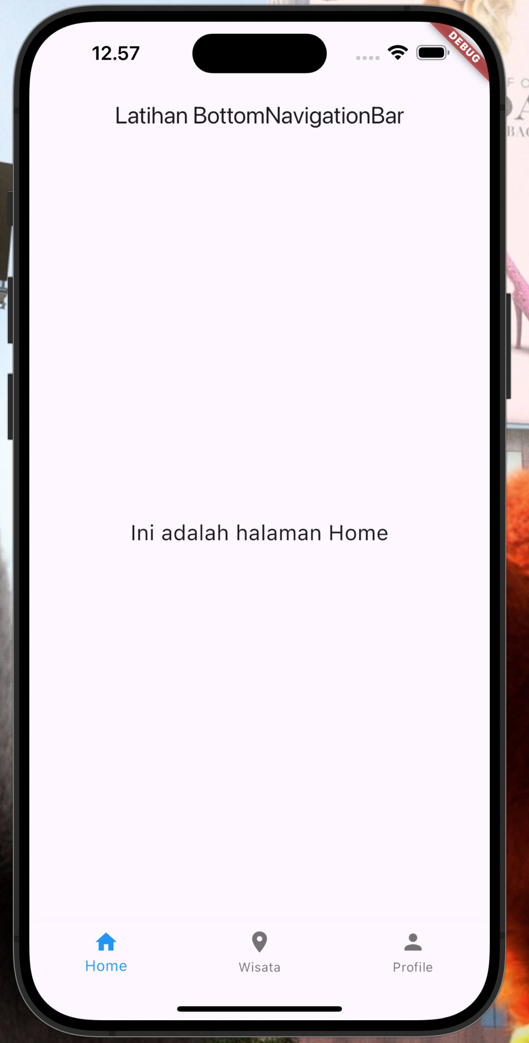 12.57
DEBUG
Latihan BottomNavigationBar
Ini adalah halaman Home
Home
Wisata
Profile